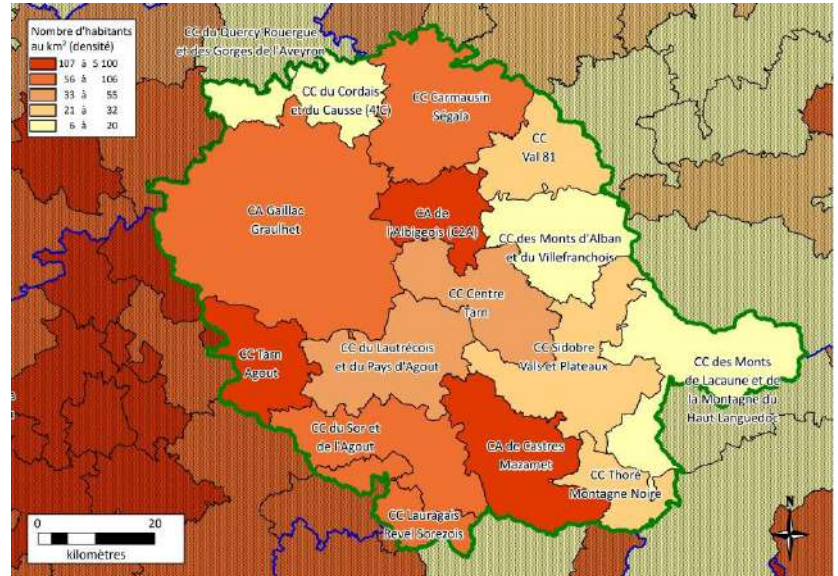 Nombre d'habitants
au km² (densité)
107 à 5 100
56 à 106
33 à 55
21 à 32
6 à 20
CC du Quercy Rouergue
et des Gorges de l'Aveyron
CC du Cordais
et du Causse (4 C)
CC Carmausin
Ségala
CC
Val 81
CA Gaillac
Graulhet
CA de
l'Albigeois (C2A)
CC des Monts d'Alban
et du Villefranchois
CC Centre
Tarn
CC Tarn
Agout
CC du Lautrécois
et du Pays d'Agout
CC Sidobre
Vals et Plateaux
CC des Monts
de Lacaune et de
la Montagne du
Haut Languedoc
CC du Sor et
de l'Agout
CA de Castres
Mazamet
CC Thoré
Montagne Noire
CC Lauragais
Revel Sorezois
N
0 20
kilomètres